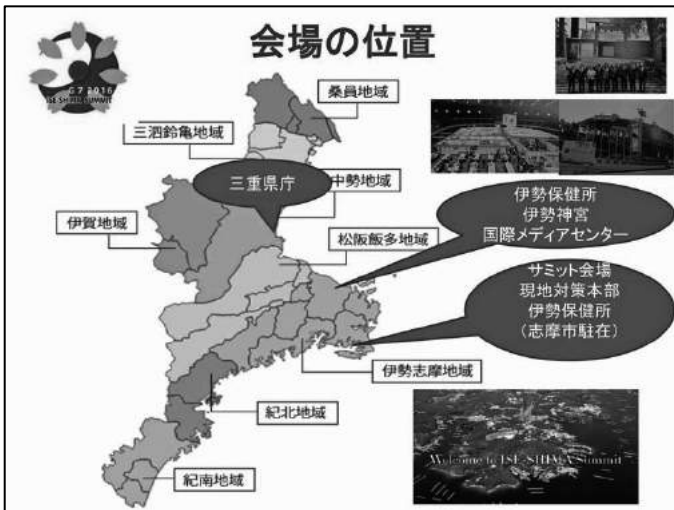 会場の位置
G7 2016
ISE-SHIMA SUMMIT
桑員地域
三泗鈴亀地域
三重県庁
中勢地域
伊賀地域
松阪飯多地域
伊勢保健所
伊勢神宮
国際メディアセンター
サミット会場
現地対策本部
伊勢保健所
(志摩市駐在)
伊勢志摩地域
紀北地域
紀南地域
Welcome to ISE-SHIMA Summit